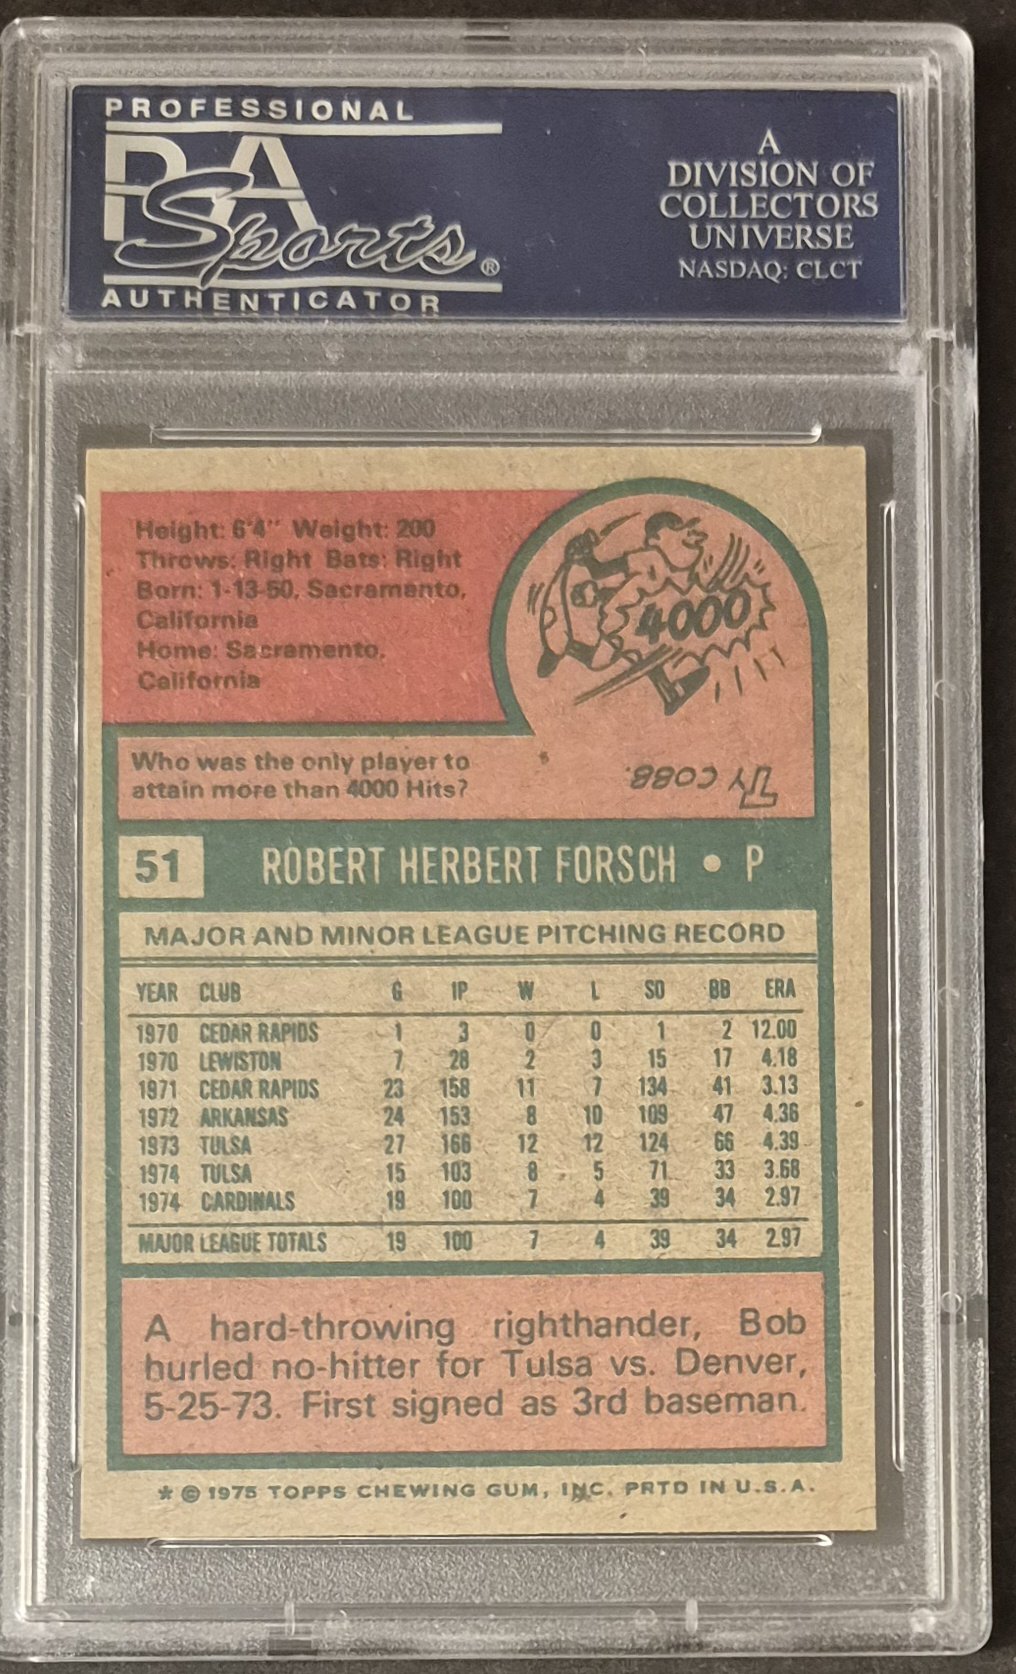 PROFESSIONAL
PSA
Sports®
AUTHENTICATOR
A
DIVISION OF
COLLECTORS
UNIVERSE
NASDAQ: CLCT
Height: 6'4" Weight: 200
Throws: Right Bats: Right
Born: 1-13-50, Sacramento,
California
Home: Sacramento,
California
4000
Who was the only player to
attain more than 4000 Hits?
TY COBB.
51 ROBERT HERBERT FORSCH • P
MAJOR AND MINOR LEAGUE PITCHING RECORD
YEAR CLUB G IP W L SO BB ERA
1970 CEDAR RAPIDS 1 3 0 0 1 2 12.00
1970 LEWISTON 7 28 2 3 15 17 4.18
1971 CEDAR RAPIDS 23 158 11 7 134 41 3.13
1972 ARKANSAS 24 153 8 10 109 47 4.36
1973 TULSA 27 166 12 12 124 66 4.39
1974 TULSA 15 103 8 5 71 33 3.68
1974 CARDINALS 19 100 7 4 39 34 2.97
MAJOR LEAGUE TOTALS 19 100 7 4 39 34 2.97
A hard-throwing righthander, Bob
hurled no-hitter for Tulsa vs. Denver,
5-25-73. First signed as 3rd baseman.
* © 1975 TOPPS CHEWING GUM, INC. PRTD IN U.S.A.